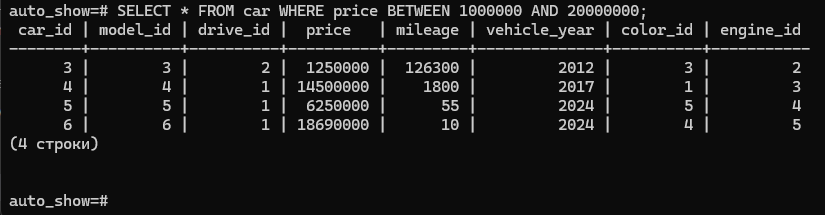 auto_show=# SELECT * FROM car WHERE price BETWEEN 1000000 AND 20000000;
 car_id | model_id | drive_id |  price   | mileage | vehicle_year | color_id | engine_id
--------+----------+----------+----------+---------+--------------+----------+-----------
      3 |        3 |        2 |  1250000 |  126300 |         2012 |        3 |         2
      4 |        4 |        1 | 14500000 |    1800 |         2017 |        1 |         3
      5 |        5 |        1 |  6250000 |      55 |         2024 |        5 |         4
      6 |        6 |        1 | 18690000 |      10 |         2024 |        4 |         5
(4 строки)
auto_show=#